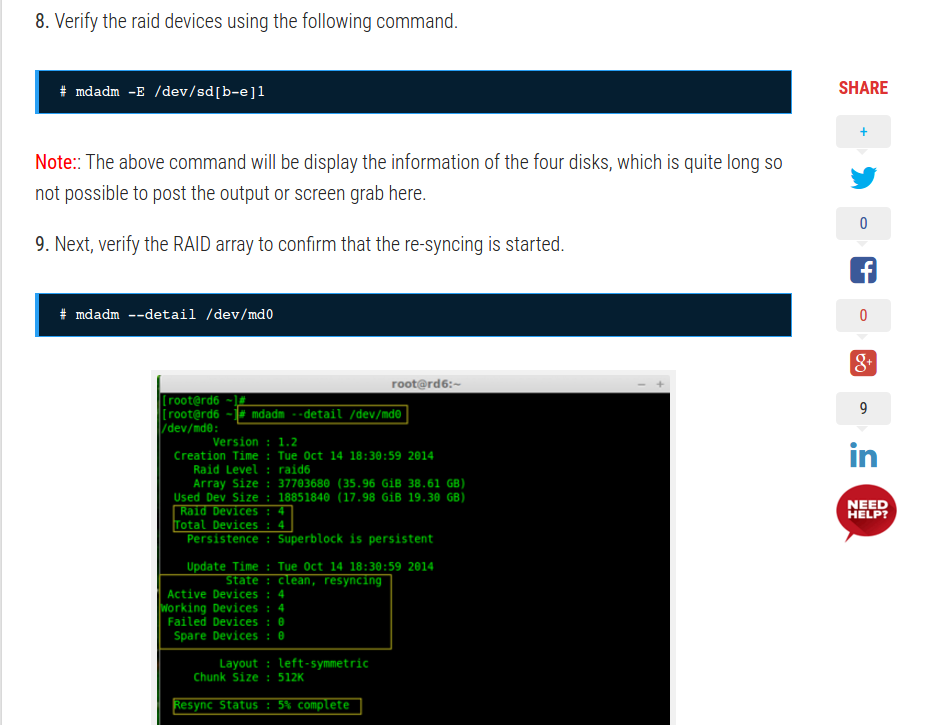 8. Verify the raid devices using the following command.
# mdadm -E /dev/sd[b-e]1
Note:: The above command will be display the information of the four disks, which is quite long so
not possible to post the output or screen grab here.
9. Next, verify the RAID array to confirm that the re-syncing is started.
# mdadm --detail /dev/md0
root@rd6:~
[root@rd6 ~]#
[root@rd6 ~]# mdadm --detail /dev/md0
/dev/md0:
Version : 1.2
Creation Time : Tue Oct 14 18:30:59 2014
Raid Level : raid6
Array Size : 37703680 (35.96 GiB 38.61 GB)
Used Dev Size : 18851840 (17.98 GiB 19.30 GB)
Raid Devices : 4
Total Devices : 4
Persistence : Superblock is persistent
Update Time : Tue Oct 14 18:30:59 2014
State : clean, resyncing
Active Devices : 4
Working Devices : 4
Failed Devices : 0
Spare Devices : 0
Layout : left-symmetric
Chunk Size : 512K
Resync Status : 5% complete
SHARE
+
0
f
0
g+
9
in
NEED
HELP?